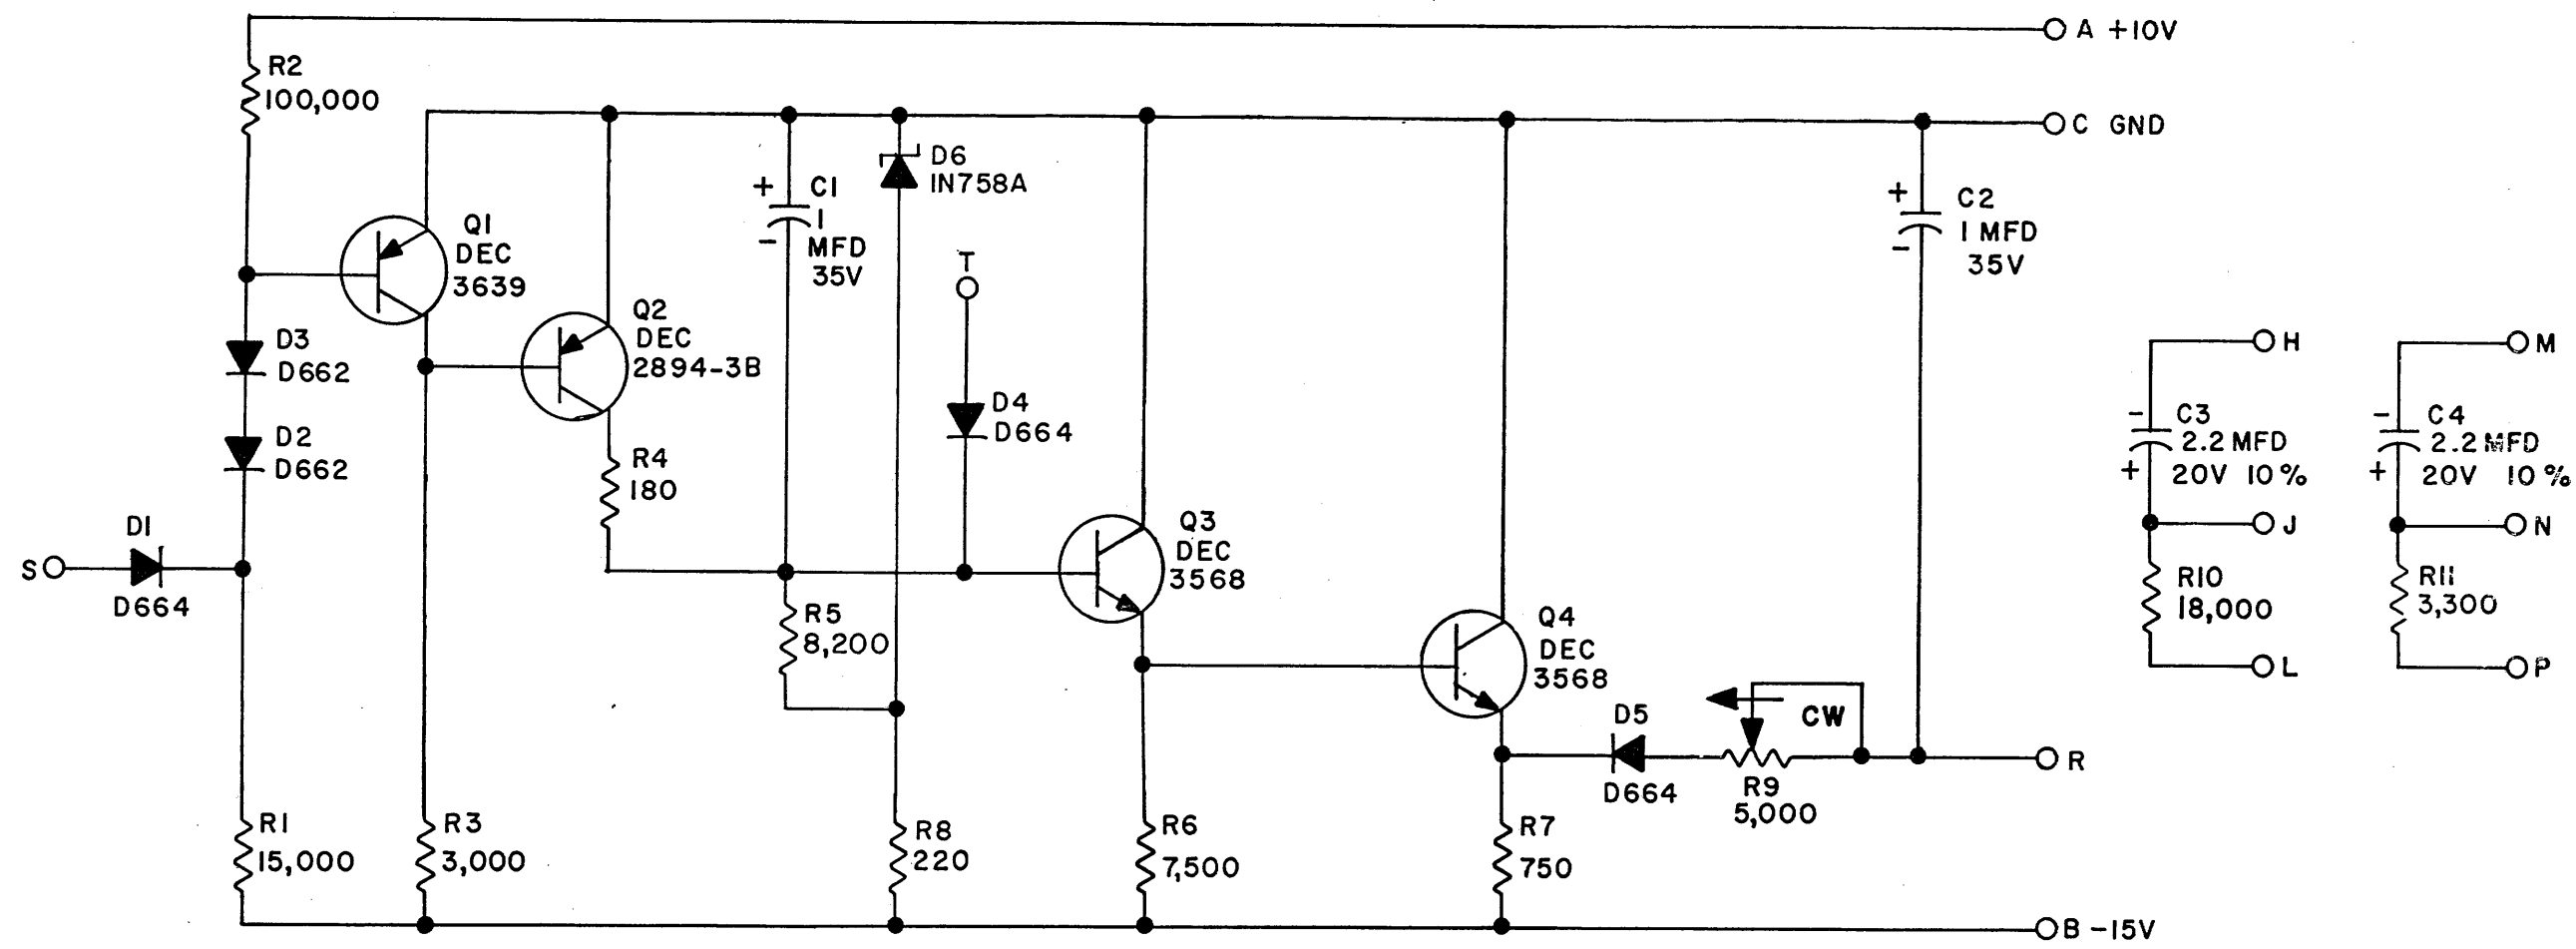 A +10V
R2
100,000
C GND
D6
IN758A
+
C1
1
MFD
35V
-
+
C2
1 MFD
35V
-
Q1
DEC
3639
T
Q2
DEC
2894-3B
D3
D662
D2
D662
D4
D664
R4
180
H
-
C3
2.2 MFD
20V 10%
+
J
R10
18,000
L
M
-
C4
2.2 MFD
20V 10%
+
N
R11
3,300
P
D1
S
D664
Q3
DEC
3568
R5
8,200
Q4
DEC
3568
D5
D664
CW
R9
5,000
R
R1
15,000
R3
3,000
R8
220
R6
7,500
R7
750
B -15V